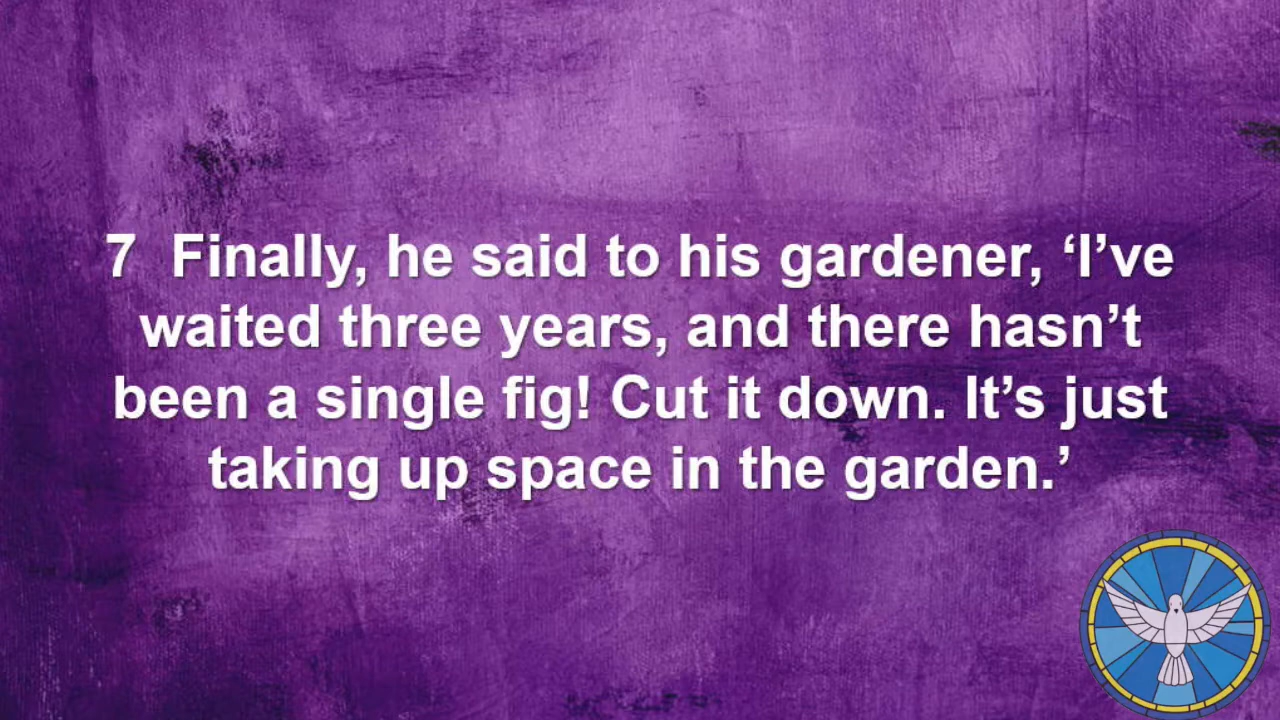 7 Finally, he said to his gardener, ‘I’ve
waited three years, and there hasn’t
been a single fig! Cut it down. It’s just
taking up space in the garden.’